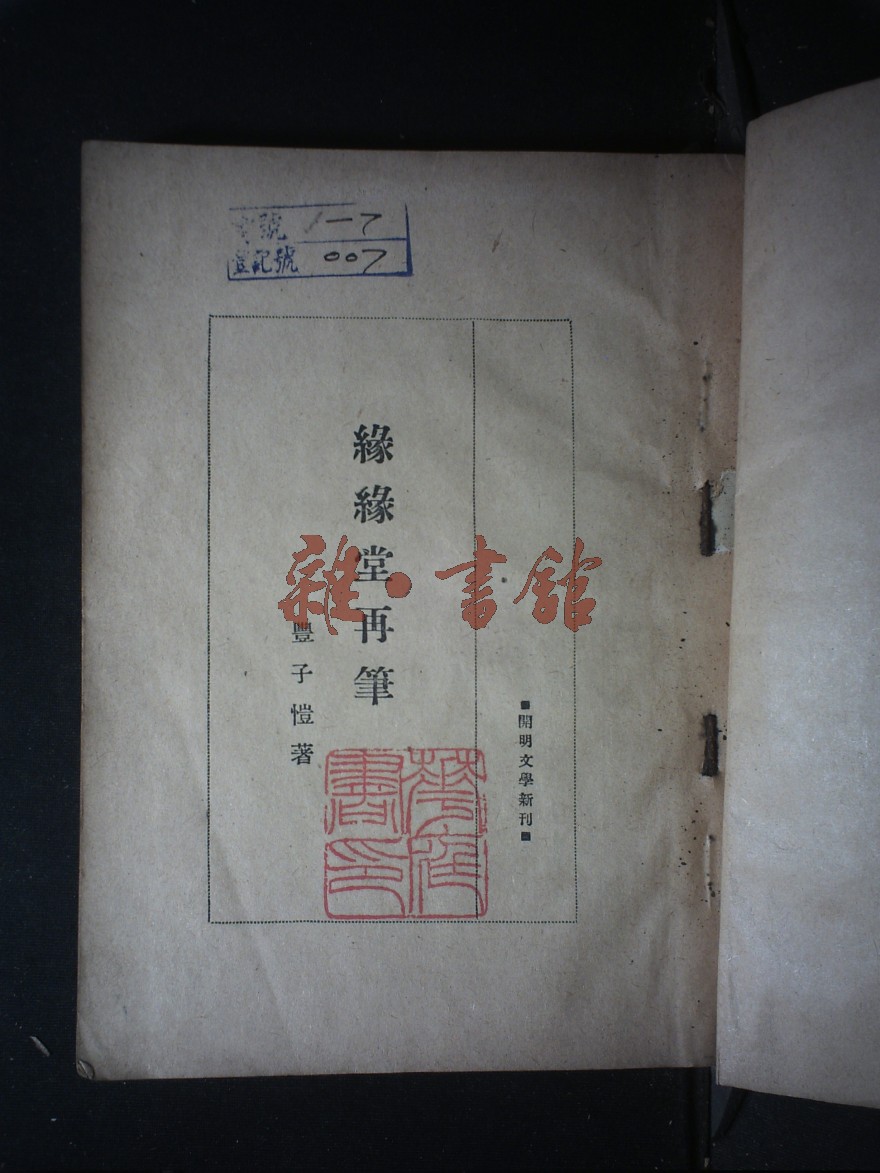 號 1-7
登記號 007
■開明文學新刊■
緣緣堂再筆
豐子愷著
雜·書館